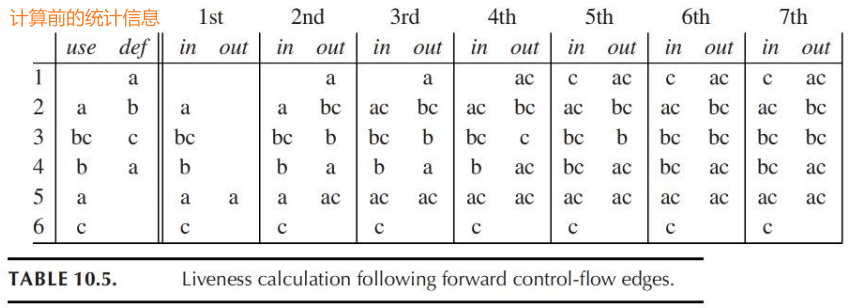 计算前的统计信息 1st 2nd 3rd 4th 5th 6th 7th
use def in out in out in out in out in out in out in out
1 a a a ac c ac c ac c ac
2 a b a a bc ac bc ac bc ac bc ac bc ac bc
3 bc c bc bc b bc b bc c bc b bc bc bc bc
4 b a b b a b a b ac bc ac bc ac bc ac
5 a a a a ac ac ac ac ac ac ac ac ac ac ac
6 c c c c c c c c
TABLE 10.5. Liveness calculation following forward control-flow edges.